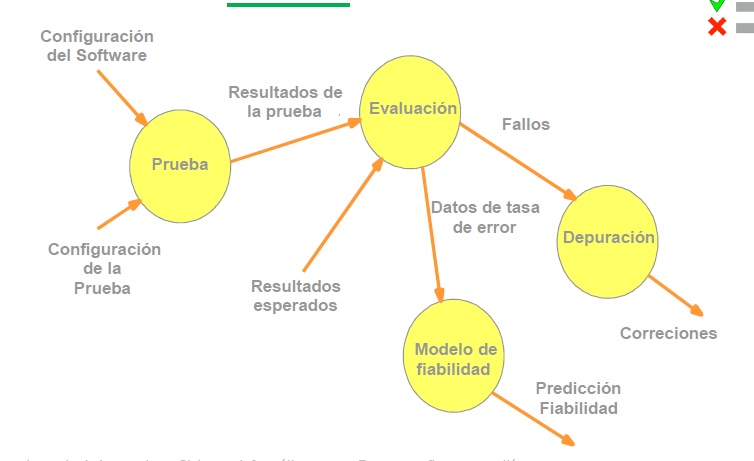 Configuración
del Software
Resultados de
la prueba
Evaluación
Fallos
Prueba
Datos de tasa
de error
Depuración
Configuración
de la
Prueba
Resultados
esperados
Correciones
Modelo de
fiabilidad
Predicción
Fiabilidad